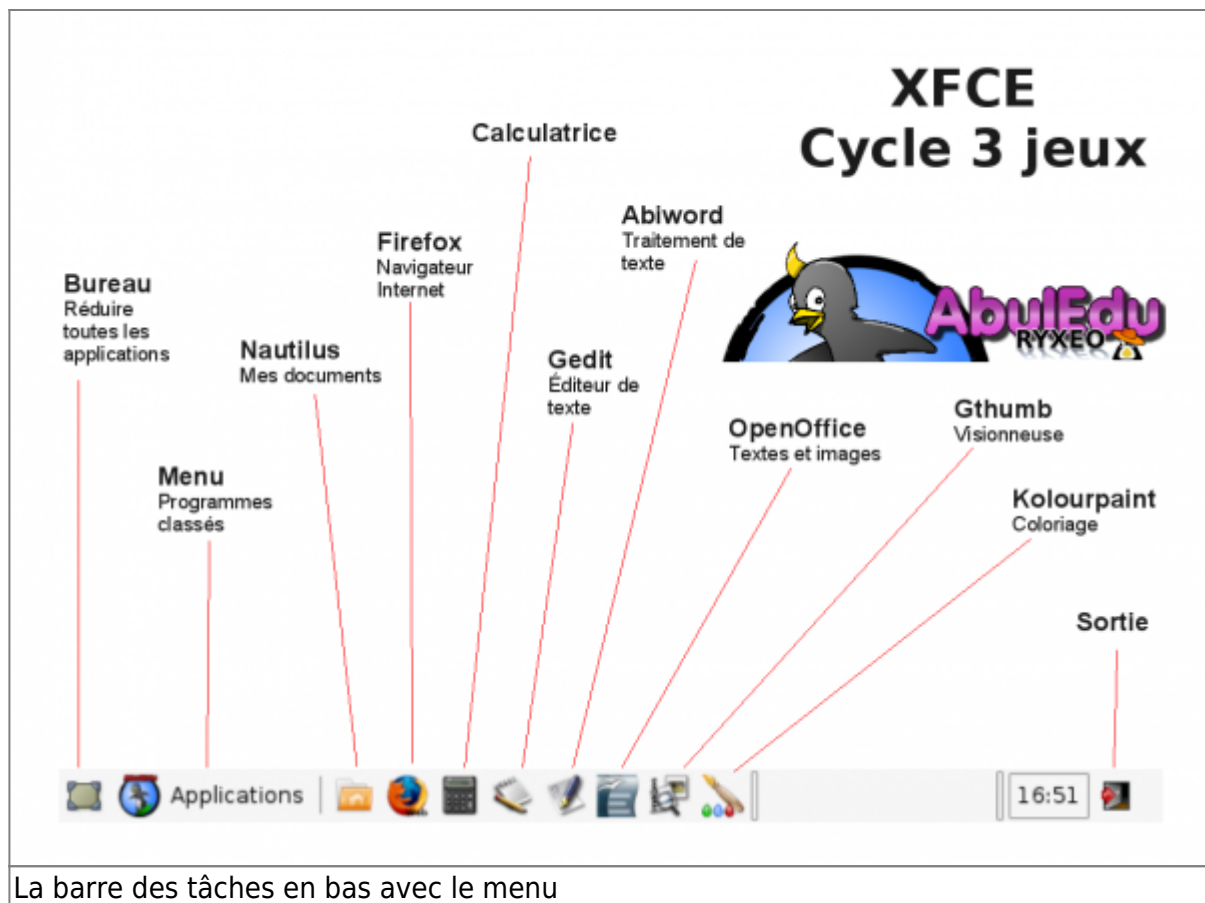 XFCE
Cycle 3 jeux
Calculatrice
Abiword
Traitement de
texte
Firefox
Navigateur
Internet
Bureau
Réduire
toutes les
applications
AbulEdu
RYXEO
Nautilus
Mes documents
Gedit
Éditeur de
texte
Gthumb
Visionneuse
OpenOffice
Textes et images
Menu
Programmes
classés
Kolourpaint
Coloriage
Sortie
Applications
16:51
La barre des tâches en bas avec le menu